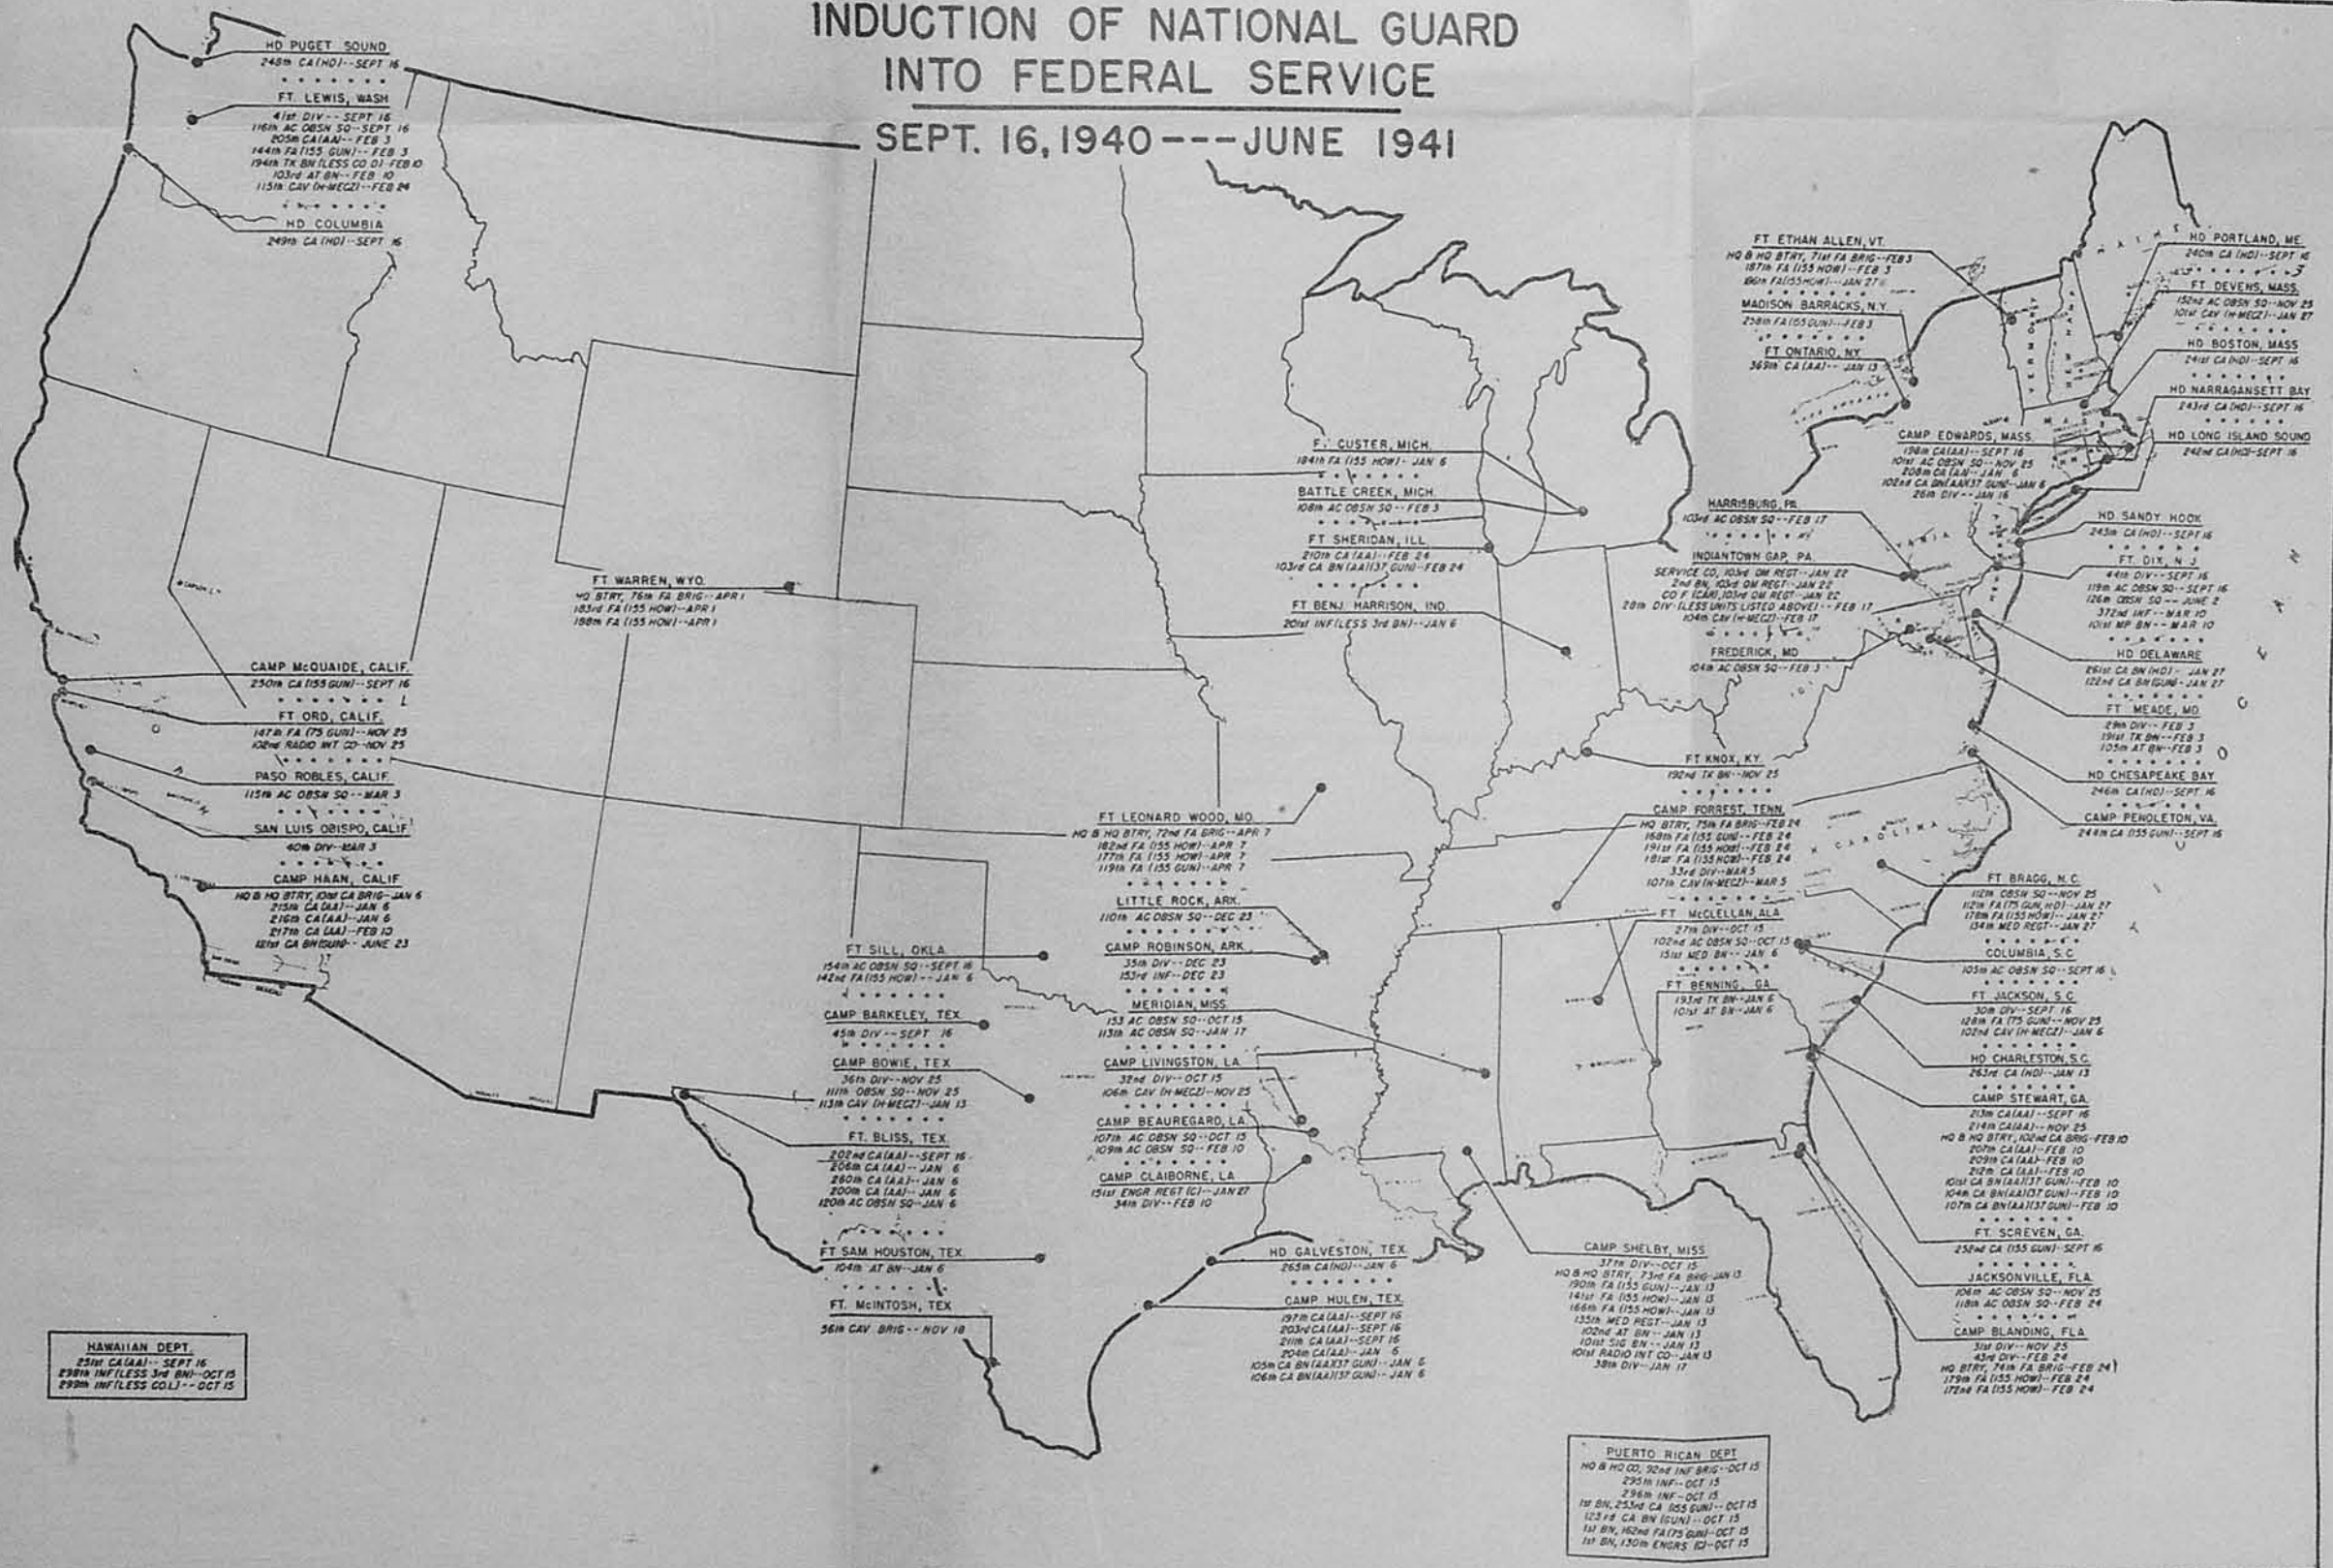 INDUCTION OF NATIONAL GUARD
INTO FEDERAL SERVICE
SEPT. 16, 1940---JUNE 1941
HD PUGET SOUND
248th CA (HD)--SEPT 16
FT. LEWIS, WASH
41st DIV--SEPT 16
116th AC OBSN SQ--SEPT 16
205th CA(AA)--FEB 3
144th FA (155 GUN)--FEB 3
194th TK BN (LESS CO D)-FEB 10
103rd AT BN--FEB 10
115th CAV (H-MECZ)--FEB 24
HD COLUMBIA
249th CA (HD)--SEPT 16
FT WARREN, WYO.
HQ BTRY, 76th FA BRIG--APR 1
183rd FA (155 HOW)--APR 1
188th FA (155 HOW)--APR 1
CAMP McQUAIDE, CALIF.
250th CA (155 GUN)--SEPT 16
FT ORD, CALIF.
147th FA (75 GUN)--NOV 25
102nd RADIO INT CO--NOV 25
PASO ROBLES, CALIF.
115th AC OBSN SQ--MAR 3
SAN LUIS OBISPO, CALIF.
40th DIV--MAR 3
CAMP HAAN, CALIF
HQ & HQ BTRY, 101st CA BRIG-JAN 6
215th CA (AA)--JAN 6
216th CA (AA)--JAN 6
217th CA (AA)--FEB 10
121st CA BN (GUN)--JUNE 23
HAWAIIAN DEPT.
251st CA (AA)--SEPT 16
298th INF (LESS 3rd BN)--OCT 15
299th INF (LESS CO.L)--OCT 15
FT SILL, OKLA.
154th AC OBSN SQ--SEPT 16
142nd FA (155 HOW)--JAN 6
CAMP BARKELEY, TEX.
45th DIV--SEPT 16
CAMP BOWIE, TEX
36th DIV--NOV 25
111th OBSN SQ--NOV 25
113th CAV (H-MECZ)--JAN 13
FT. BLISS, TEX.
202nd CA (AA)--SEPT 16
206th CA (AA)--JAN 6
260th CA (AA)--JAN 6
200th CA (AA)--JAN 6
120th AC OBSN SQ--JAN 6
FT SAM HOUSTON, TEX.
104th AT BN--JAN 6
FT. McINTOSH, TEX
56th CAV BRIG--NOV 18
FT LEONARD WOOD, MO.
HQ & HQ BTRY, 72nd FA BRIG--APR 7
182nd FA (155 HOW)--APR 7
177th FA (155 HOW)--APR 7
119th FA (155 GUN)--APR 7
LITTLE ROCK, ARK.
110th AC OBSN SQ--DEC 23
CAMP ROBINSON, ARK.
35th DIV--DEC 23
153rd INF--DEC 23
MERIDIAN, MISS.
153 AC OBSN SQ--OCT 15
113th AC OBSN SQ--JAN 17
CAMP LIVINGSTON, LA.
32nd DIV--OCT 15
106th CAV (H-MECZ)--NOV 25
CAMP BEAUREGARD, LA.
107th AC OBSN SQ--OCT 15
109th AC OBSN SQ--FEB 10
CAMP CLAIBORNE, LA
151st ENGR REGT (C)--JAN 27
34th DIV--FEB 10
HD GALVESTON, TEX
265th CA (HD)--JAN 6
CAMP HULEN, TEX.
197th CA (AA)--SEPT 16
203rd CA (AA)--SEPT 16
211th CA (AA)--SEPT 16
204th CA (AA)--JAN 6
105th CA BN (AA)(37 GUN)--JAN 6
106th CA BN (AA)(37 GUN)--JAN 6
FT. CUSTER, MICH.
184th FA (155 HOW)-JAN 6
BATTLE CREEK, MICH.
108th AC OBSN SQ--FEB 3
FT SHERIDAN, ILL.
210th CA (AA)--FEB 24
103rd CA BN (AA)(37 GUN)--FEB 24
FT BENJ. HARRISON, IND.
201st INF (LESS 3rd BN)--JAN 6
FT KNOX, KY.
192nd TK BN--NOV 25
CAMP FORREST, TENN.
HQ BTRY, 75th FA BRIG--FEB 24
168th FA (155 GUN)--FEB 24
191st FA (155 HOW)--FEB 24
181st FA (155 HOW)--FEB 24
33rd DIV--MAR 5
107th CAV (H-MECZ)--MAR 5
FT McCLELLAN, ALA
27th DIV--OCT 15
102nd AC OBSN SQ--OCT 15
151st MED BN--JAN 6
FT BENNING, GA
193rd TK BN--JAN 6
101st AT BN--JAN 6
CAMP SHELBY, MISS
37th DIV--OCT 15
HQ & HQ BTRY, 73rd FA BRIG-JAN 13
190th FA (155 GUN)--JAN 13
141st FA (155 HOW)--JAN 13
166th FA (155 HOW)--JAN 13
135th MED REGT--JAN 13
102nd AT BN--JAN 13
101st SIG BN--JAN 13
101st RADIO INT CO--JAN 13
38th DIV--JAN 17
PUERTO RICAN DEPT
HQ & HQ CO, 92nd INF BRIG--OCT 15
295th INF--OCT 15
296th INF--OCT 15
1st BN, 253rd CA (155 GUN)--OCT 15
123rd CA BN (GUN)--OCT 15
1st BN, 162nd FA (75 GUN)--OCT 15
1st BN, 130th ENGRS (C)--OCT 15
FT ETHAN ALLEN, VT.
HQ & HQ BTRY, 71st FA BRIG--FEB 3
187th FA (155 HOW)--FEB 3
186th FA (155 HOW)--JAN 27
MADISON BARRACKS, N.Y.
258th FA (155 GUN)--FEB 3
FT ONTARIO, NY.
369th CA (AA)--JAN 13
CAMP EDWARDS, MASS.
198th CA (AA)--SEPT 16
101st AC OBSN SQ--NOV 25
208th CA (AA)--JAN 6
102nd CA BN (AA)(37 GUN)--JAN 6
26th DIV--JAN 16
HARRISBURG, PA.
103rd AC OBSN SQ--FEB 17
INDIANTOWN GAP, PA.
SERVICE CO, 103rd QM REGT--JAN 22
2nd BN, 103rd QM REGT--JAN 22
CO F (CAR), 103rd QM REGT--JAN 22
28th DIV (LESS UNITS LISTED ABOVE)--FEB 17
104th CAV (H-MECZ)--FEB 17
FREDERICK, MD
104th AC OBSN SQ--FEB 3
HD PORTLAND, ME.
240th CA (HD)--SEPT 16
FT. DEVENS, MASS.
152nd AC OBSN SQ--NOV 25
101st CAV (H-MECZ)--JAN 27
HD BOSTON, MASS
241st CA (HD)--SEPT 16
HD NARRAGANSETT BAY
243rd CA (HD)--SEPT 16
HD LONG ISLAND SOUND
242nd CA (HD)-SEPT 16
HD SANDY HOOK
245th CA (HD)--SEPT 16
FT. DIX, N J
44th DIV--SEPT 16
119th AC OBSN SQ--SEPT 16
126th OBSN SQ--JUNE 2
372nd INF--MAR 10
101st MP BN--MAR 10
HD DELAWARE
261st CA BN (HD)--JAN 27
122nd CA BN (GUN)-JAN 27
FT MEADE, MD.
29th DIV--FEB 3
191st TK BN--FEB 3
105th AT BN--FEB 3
HD CHESAPEAKE BAY
246th CA (HD)--SEPT 16
CAMP PENDLETON, VA.
244th CA (155 GUN)--SEPT 16
FT BRAGG, N.C.
112th OBSN SQ--NOV 25
112th FA (75 GUN, H-D)--JAN 27
178th FA (155 HOW)--JAN 27
134th MED REGT--JAN 27
COLUMBIA, S.C
105th AC OBSN SQ--SEPT 16
FT JACKSON, S.C
30th DIV--SEPT 16
128th FA (75 GUN)--NOV 25
102nd CAV (H-MECZ)--JAN 6
HD CHARLESTON, S.C.
263rd CA (HD)--JAN 13
CAMP STEWART, GA.
213th CA (AA)--SEPT 16
214th CA (AA)--NOV 25
HQ & HQ BTRY, 102nd CA BRIG-FEB 10
207th CA (AA)--FEB 10
209th CA (AA)--FEB 10
212th CA (AA)--FEB 10
101st CA BN (AA)(37 GUN)--FEB 10
104th CA BN (AA)(37 GUN)--FEB 10
107th CA BN (AA)(37 GUN)--FEB 10
FT. SCREVEN, GA.
252nd CA (155 GUN)-SEPT 16
JACKSONVILLE, FLA.
106th AC OBSN SQ--NOV 25
118th AC OBSN SQ--FEB 24
CAMP BLANDING, FLA
31st DIV--NOV 25
43rd DIV--FEB 24
HQ BTRY, 74th FA BRIG--FEB 24
179th FA (155 HOW)--FEB 24
172nd FA (155 HOW)--FEB 24
MAINE
VERMONT
N CAROLINA
OCEAN